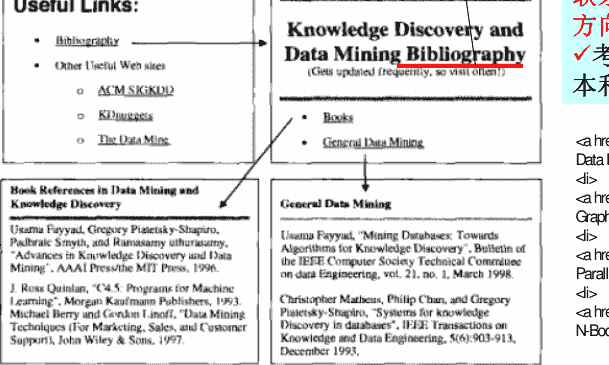 Useful Links:
• Bibliography
• Other Useful Web sites
o ACM SIGKDD
o KDnuggets
o The Data Mine
Knowledge Discovery and
Data Mining Bibliography
(Gets updated frequently, so visit often!)
• Books
• General Data Mining
Book References in Data Mining and
Knowledge Discovery
Usama Fayyad, Gregory Piatetsky-Shapiro,
Padhraic Smyth, and Ramasamy uthurasamy,
"Advances in Knowledge Discovery and Data
Mining", AAAI Press/the MIT Press, 1996.
J. Ross Quinlan, "C4.5: Programs for Machine
Learning", Morgan Kaufmann Publishers, 1993.
Michael Berry and Gordon Linoff, "Data Mining
Techniques (For Marketing, Sales, and Customer
Support), John Wiley & Sons, 1997.
General Data Mining
Usama Fayyad, "Mining Databases: Towards
Algorithms for Knowledge Discovery", Bulletin of
the IEEE Computer Society Technical Committee
on data Engineering, vol. 21, no. 1, March 1998.
Christopher Matheus, Philip Chan, and Gregory
Piatetsky-Shapiro, "Systems for knowledge
Discovery in databases", IEEE Transactions on
Knowledge and Data Engineering, 5(6):903-913,
December 1993.
方向
✓考
本和
<a hre
Data
<li>
<a hre
Graph
<li>
<a hre
Parall
<li>
<a hre
N-Boo